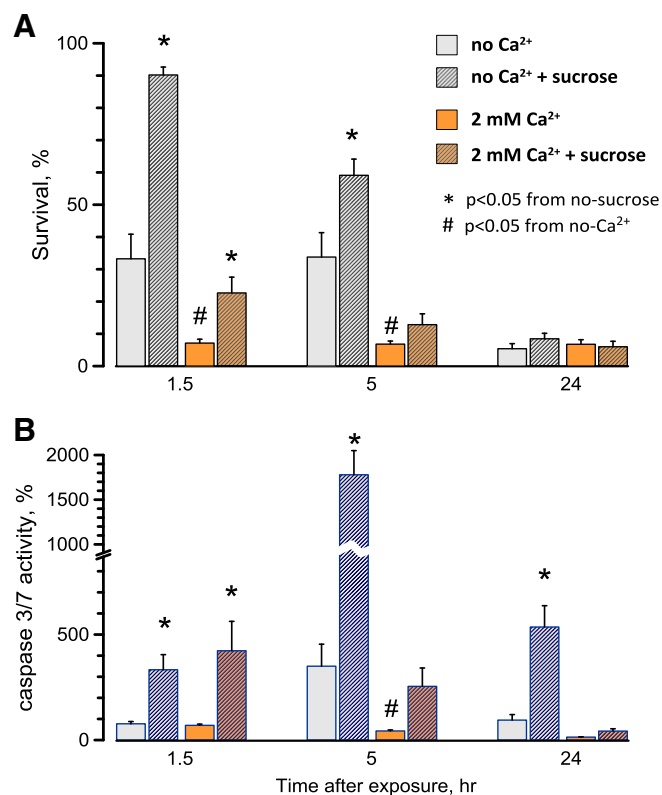 A
100
50
0
Survival, %
*
*
#
*
#
no Ca²⁺
no Ca²⁺ + sucrose
2 mM Ca²⁺
2 mM Ca²⁺ + sucrose
* p<0.05 from no-sucrose
# p<0.05 from no-Ca²⁺
1.5 5 24
B
2000
1500
1000
500
0
caspase 3/7 activity, %
*
*
*
*
#
1.5 5 24
Time after exposure, hr